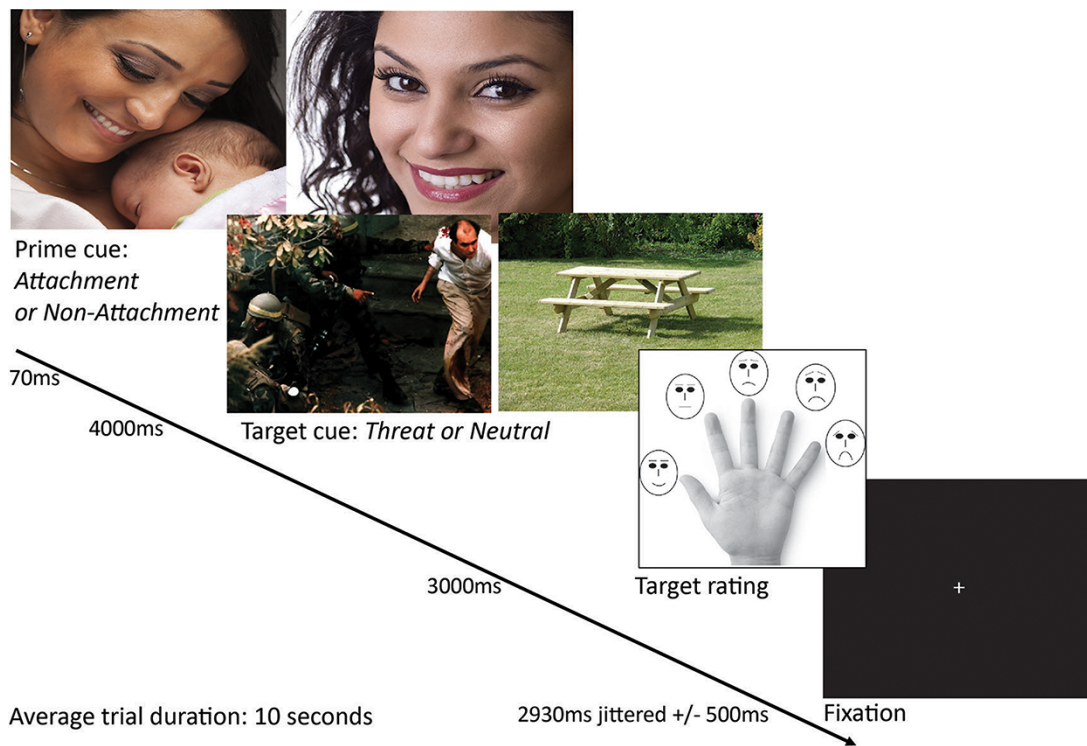 Prime cue:
Attachment
or Non-Attachment
70ms
4000ms
Target cue: Threat or Neutral
3000ms
Target rating
+
Average trial duration: 10 seconds
2930ms jittered +/- 500ms
Fixation